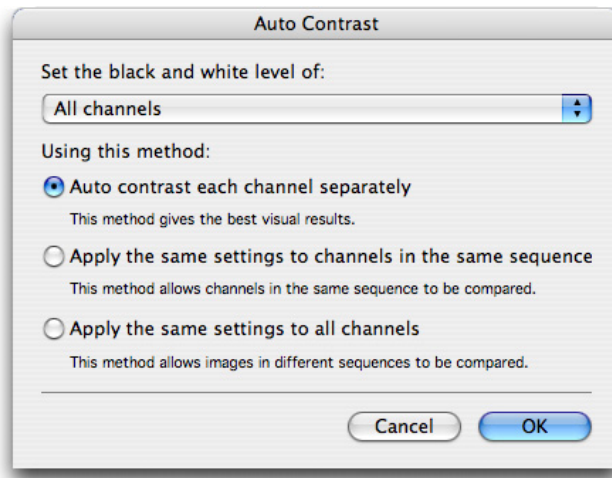 Auto Contrast
Set the black and white level of:
All channels
Using this method:
Auto contrast each channel separately
This method gives the best visual results.
Apply the same settings to channels in the same sequence
This method allows channels in the same sequence to be compared.
Apply the same settings to all channels
This method allows images in different sequences to be compared.
Cancel OK